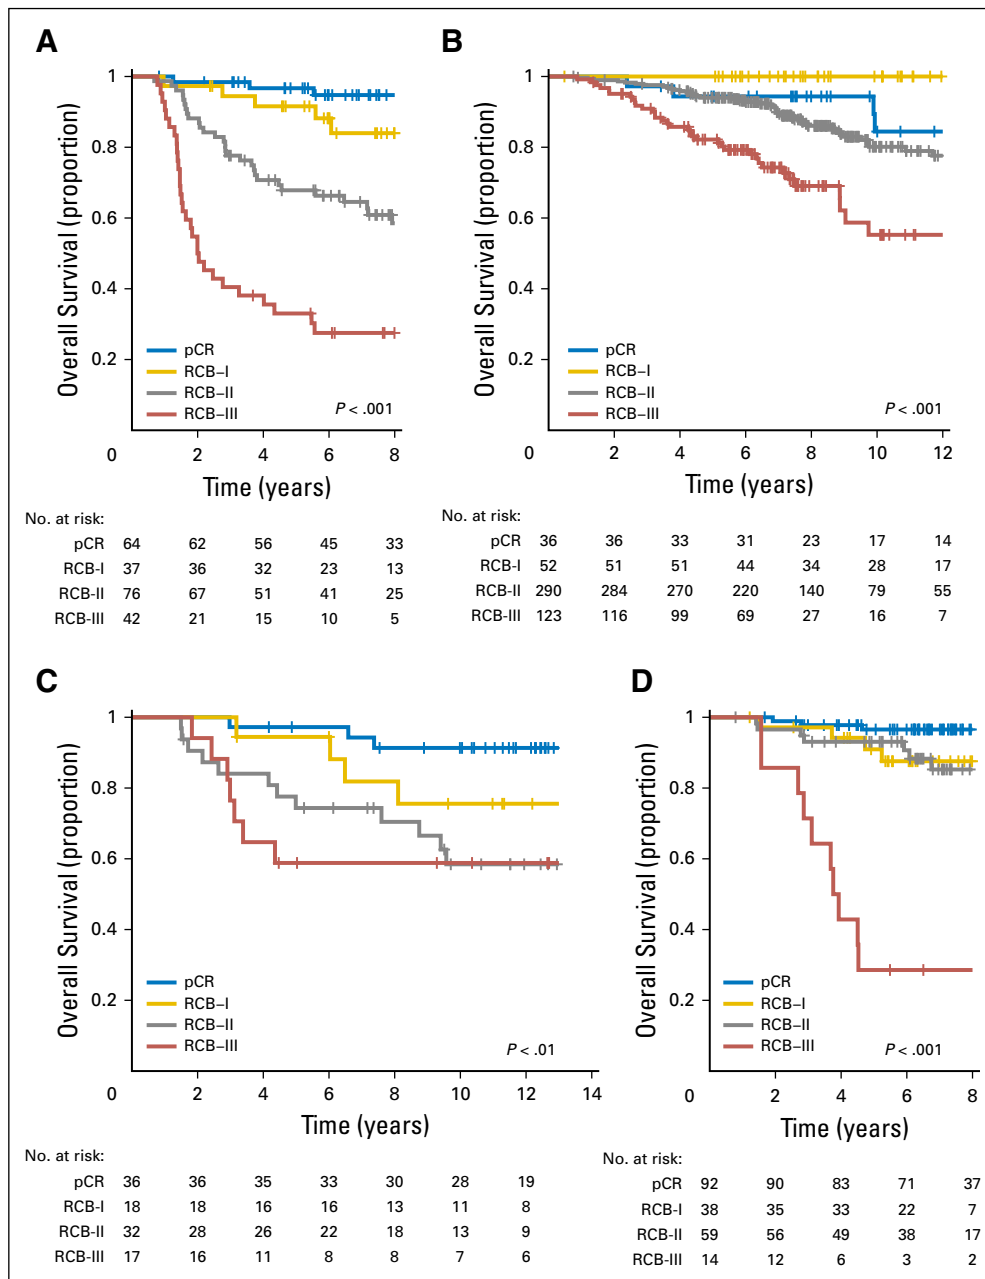 A
Overall Survival (proportion)
1
0.8
0.6
0.4
0.2
pCR
RCB–I
RCB–II
RCB–III
P < .001
0 2 4 6 8
Time (years)
No. at risk:
pCR 64 62 56 45 33
RCB-I 37 36 32 23 13
RCB-II 76 67 51 41 25
RCB-III 42 21 15 10 5
B
Overall Survival (proportion)
1
0.8
0.6
0.4
0.2
pCR
RCB–I
RCB–II
RCB–III
P < .001
0 2 4 6 8 10 12
Time (years)
No. at risk:
pCR 36 36 33 31 23 17 14
RCB-I 52 51 51 44 34 28 17
RCB-II 290 284 270 220 140 79 55
RCB-III 123 116 99 69 27 16 7
C
Overall Survival (proportion)
1
0.8
0.6
0.4
0.2
pCR
RCB–I
RCB–II
RCB–III
P < .01
0 2 4 6 8 10 12 14
Time (years)
No. at risk:
pCR 36 36 35 33 30 28 19
RCB-I 18 18 16 16 13 11 8
RCB-II 32 28 26 22 18 13 9
RCB-III 17 16 11 8 8 7 6
D
Overall Survival (proportion)
1
0.8
0.6
0.4
0.2
pCR
RCB–I
RCB–II
RCB–III
P < .001
0 2 4 6 8
Time (years)
No. at risk:
pCR 92 90 83 71 37
RCB-I 38 35 33 22 7
RCB-II 59 56 49 38 17
RCB-III 14 12 6 3 2